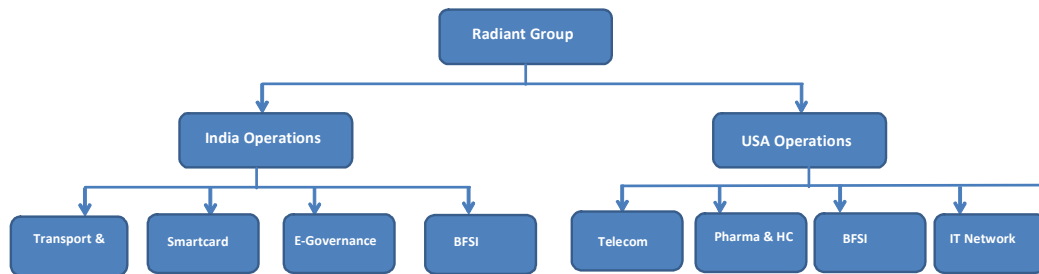 Radiant Group
India Operations
USA Operations
Transport &
Smartcard
E-Governance
BFSI
Telecom
Pharma & HC
BFSI
IT Network